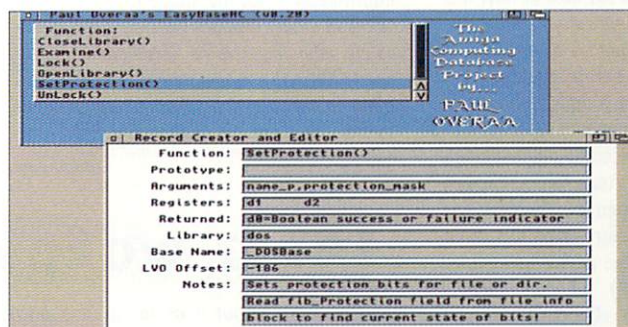 Paul Overaa's EasyBaseMC (v0.20)
Function:
CloseLibrary()
Examine()
Lock()
OpenLibrary()
SetProtection()
UnLock()
The
Amiga
Computing
Database
Project
by...
PAUL
OVERAA
Record Creator and Editor
Function: SetProtection()
Prototype:
Arguments: name_p,protection_mask
Registers: d1 d2
Returned: d0=Boolean success or failure indicator
Library: dos
Base Name: _DOSBase
LVO Offset: -186
Notes: Sets protection bits for file or dir.
Read fib_Protection field from file info
block to find current state of bits!